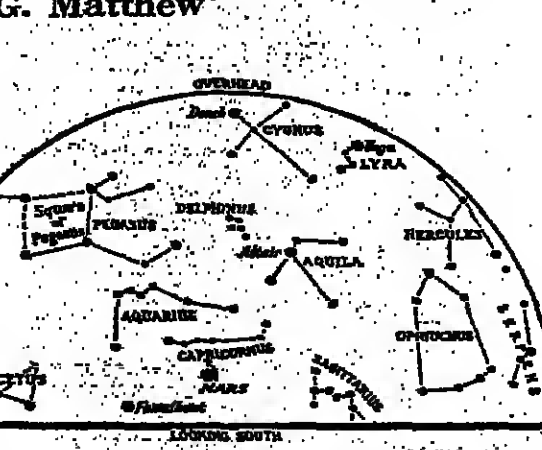 G. Matthew
OVERHEAD
Deneb
CYGNUS
Vega
LYRA
Square
of
Pegasus
PEGASUS
DELPHINUS
HERCULES
Altair
AQUILA
AQUARIUS
OPHIUCHUS
SERPENS
CAPRICORNUS
MARS
SAGITTARIUS
CETUS
Fomalhaut
LOOKING SOUTH